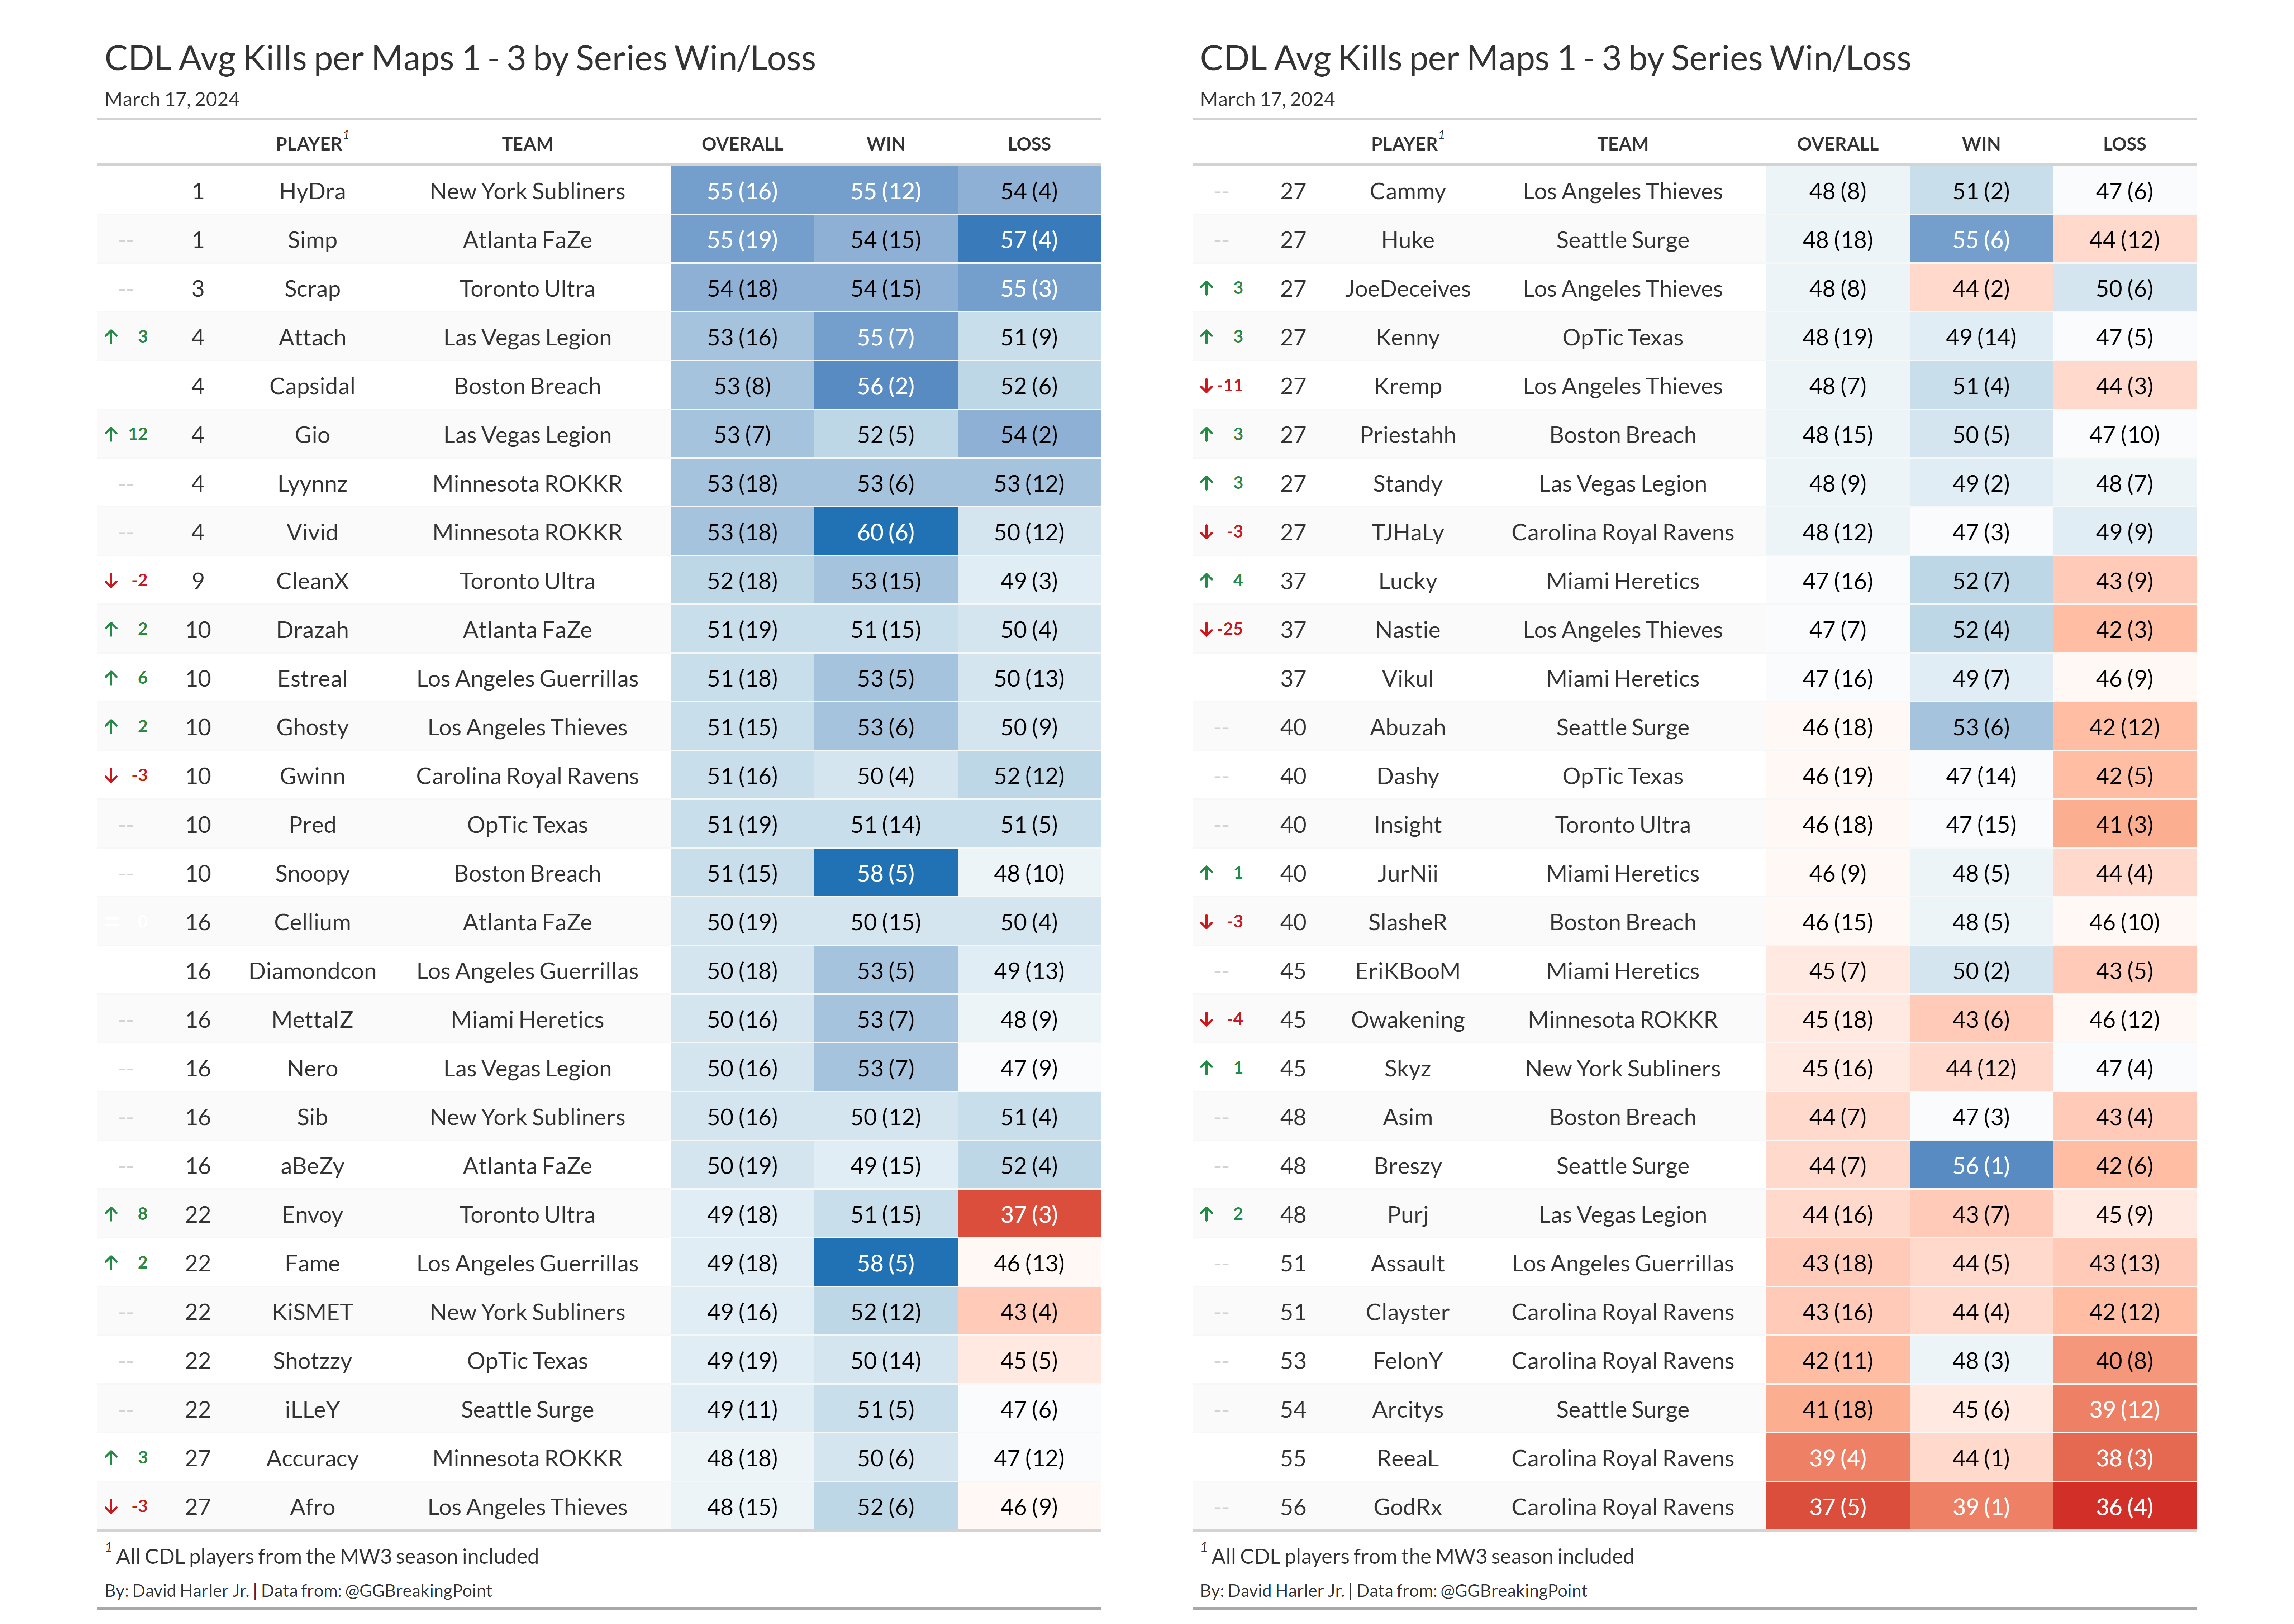 CDL Avg Kills per Maps 1 - 3 by Series Win/Loss
March 17, 2024
PLAYER1 TEAM OVERALL WIN LOSS
1 HyDra New York Subliners 55 (16) 55 (12) 54 (4)
-- 1 Simp Atlanta FaZe 55 (19) 54 (15) 57 (4)
-- 3 Scrap Toronto Ultra 54 (18) 54 (15) 55 (3)
↑ 3 4 Attach Las Vegas Legion 53 (16) 55 (7) 51 (9)
4 Capsidal Boston Breach 53 (8) 56 (2) 52 (6)
↑ 12 4 Gio Las Vegas Legion 53 (7) 52 (5) 54 (2)
-- 4 Lyynnz Minnesota ROKKR 53 (18) 53 (6) 53 (12)
-- 4 Vivid Minnesota ROKKR 53 (18) 60 (6) 50 (12)
↓ -2 9 CleanX Toronto Ultra 52 (18) 53 (15) 49 (3)
↑ 2 10 Drazah Atlanta FaZe 51 (19) 51 (15) 50 (4)
↑ 6 10 Estreal Los Angeles Guerrillas 51 (18) 53 (5) 50 (13)
↑ 2 10 Ghosty Los Angeles Thieves 51 (15) 53 (6) 50 (9)
↓ -3 10 Gwinn Carolina Royal Ravens 51 (16) 50 (4) 52 (12)
-- 10 Pred OpTic Texas 51 (19) 51 (14) 51 (5)
-- 10 Snoopy Boston Breach 51 (15) 58 (5) 48 (10)
= 0 16 Cellium Atlanta FaZe 50 (19) 50 (15) 50 (4)
16 Diamondcon Los Angeles Guerrillas 50 (18) 53 (5) 49 (13)
-- 16 MettalZ Miami Heretics 50 (16) 53 (7) 48 (9)
-- 16 Nero Las Vegas Legion 50 (16) 53 (7) 47 (9)
-- 16 Sib New York Subliners 50 (16) 50 (12) 51 (4)
-- 16 aBeZy Atlanta FaZe 50 (19) 49 (15) 52 (4)
↑ 8 22 Envoy Toronto Ultra 49 (18) 51 (15) 37 (3)
↑ 2 22 Fame Los Angeles Guerrillas 49 (18) 58 (5) 46 (13)
-- 22 KiSMET New York Subliners 49 (16) 52 (12) 43 (4)
-- 22 Shotzzy OpTic Texas 49 (19) 50 (14) 45 (5)
-- 22 iLLeY Seattle Surge 49 (11) 51 (5) 47 (6)
↑ 3 27 Accuracy Minnesota ROKKR 48 (18) 50 (6) 47 (12)
↓ -3 27 Afro Los Angeles Thieves 48 (15) 52 (6) 46 (9)
1 All CDL players from the MW3 season included
By: David Harler Jr. | Data from: @GGBreakingPoint
CDL Avg Kills per Maps 1 - 3 by Series Win/Loss
March 17, 2024
PLAYER1 TEAM OVERALL WIN LOSS
-- 27 Cammy Los Angeles Thieves 48 (8) 51 (2) 47 (6)
-- 27 Huke Seattle Surge 48 (18) 55 (6) 44 (12)
↑ 3 27 JoeDeceives Los Angeles Thieves 48 (8) 44 (2) 50 (6)
↑ 3 27 Kenny OpTic Texas 48 (19) 49 (14) 47 (5)
↓ -11 27 Kremp Los Angeles Thieves 48 (7) 51 (4) 44 (3)
↑ 3 27 Priestahh Boston Breach 48 (15) 50 (5) 47 (10)
↑ 3 27 Standy Las Vegas Legion 48 (9) 49 (2) 48 (7)
↓ -3 27 TJHaLy Carolina Royal Ravens 48 (12) 47 (3) 49 (9)
↑ 4 37 Lucky Miami Heretics 47 (16) 52 (7) 43 (9)
↓ -25 37 Nastie Los Angeles Thieves 47 (7) 52 (4) 42 (3)
37 Vikul Miami Heretics 47 (16) 49 (7) 46 (9)
-- 40 Abuzah Seattle Surge 46 (18) 53 (6) 42 (12)
-- 40 Dashy OpTic Texas 46 (19) 47 (14) 42 (5)
-- 40 Insight Toronto Ultra 46 (18) 47 (15) 41 (3)
↑ 1 40 JurNii Miami Heretics 46 (9) 48 (5) 44 (4)
↓ -3 40 SlasheR Boston Breach 46 (15) 48 (5) 46 (10)
-- 45 EriKBooM Miami Heretics 45 (7) 50 (2) 43 (5)
↓ -4 45 Owakening Minnesota ROKKR 45 (18) 43 (6) 46 (12)
↑ 1 45 Skyz New York Subliners 45 (16) 44 (12) 47 (4)
-- 48 Asim Boston Breach 44 (7) 47 (3) 43 (4)
-- 48 Breszy Seattle Surge 44 (7) 56 (1) 42 (6)
↑ 2 48 Purj Las Vegas Legion 44 (16) 43 (7) 45 (9)
-- 51 Assault Los Angeles Guerrillas 43 (18) 44 (5) 43 (13)
-- 51 Clayster Carolina Royal Ravens 43 (16) 44 (4) 42 (12)
-- 53 FelonY Carolina Royal Ravens 42 (11) 48 (3) 40 (8)
-- 54 Arcitys Seattle Surge 41 (18) 45 (6) 39 (12)
55 ReeaL Carolina Royal Ravens 39 (4) 44 (1) 38 (3)
-- 56 GodRx Carolina Royal Ravens 37 (5) 39 (1) 36 (4)
1 All CDL players from the MW3 season included
By: David Harler Jr. | Data from: @GGBreakingPoint